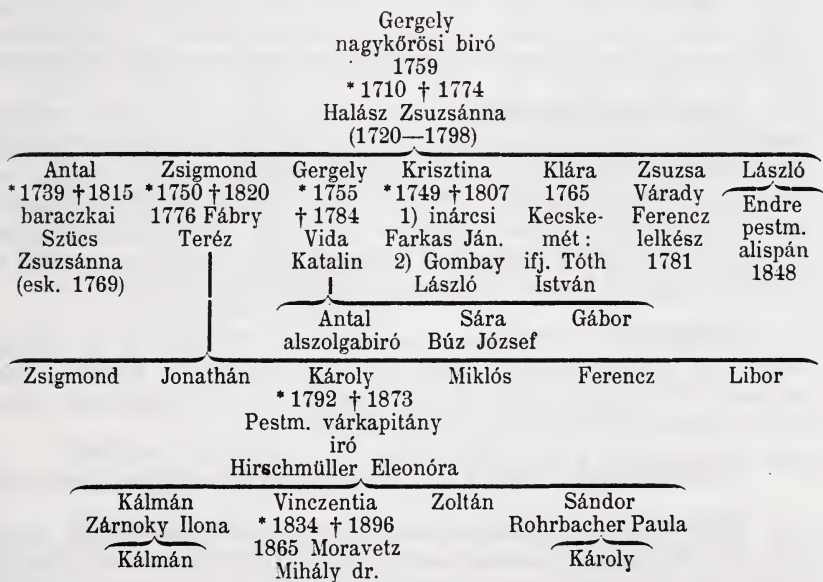 Gergely
nagykőrösi biró
1759
* 1710 † 1774
Halász Zsuzsánna
(1720—1798)
Antal Zsigmond Gergely Krisztina Klára Zsuzsa László
*1739 †1815 *1750 †1820 * 1755 *1749 †1807 1765 Várady Endre
baraczkai 1776 Fábry † 1784 1) inárcsi Kecske- Ferencz pestm.
Szücs Teréz Vida Farkas Ján. mét: lelkész alispán
Zsuzsánna Katalin 2) Gombay ifj. Tóth 1781 1848
(esk. 1769) László István
Antal Sára Gábor
alszolgabiró Búz József
Zsigmond Jonathán Károly Miklós Ferencz Libor
* 1792 † 1873
Pestm. várkapitány
iró
Hirschmüller Eleonóra
Kálmán Vinczentia Zoltán Sándor
Zárnoky Ilona * 1834 † 1896 Rohrbacher Paula
Kálmán 1865 Moravetz Károly
Mihály dr.